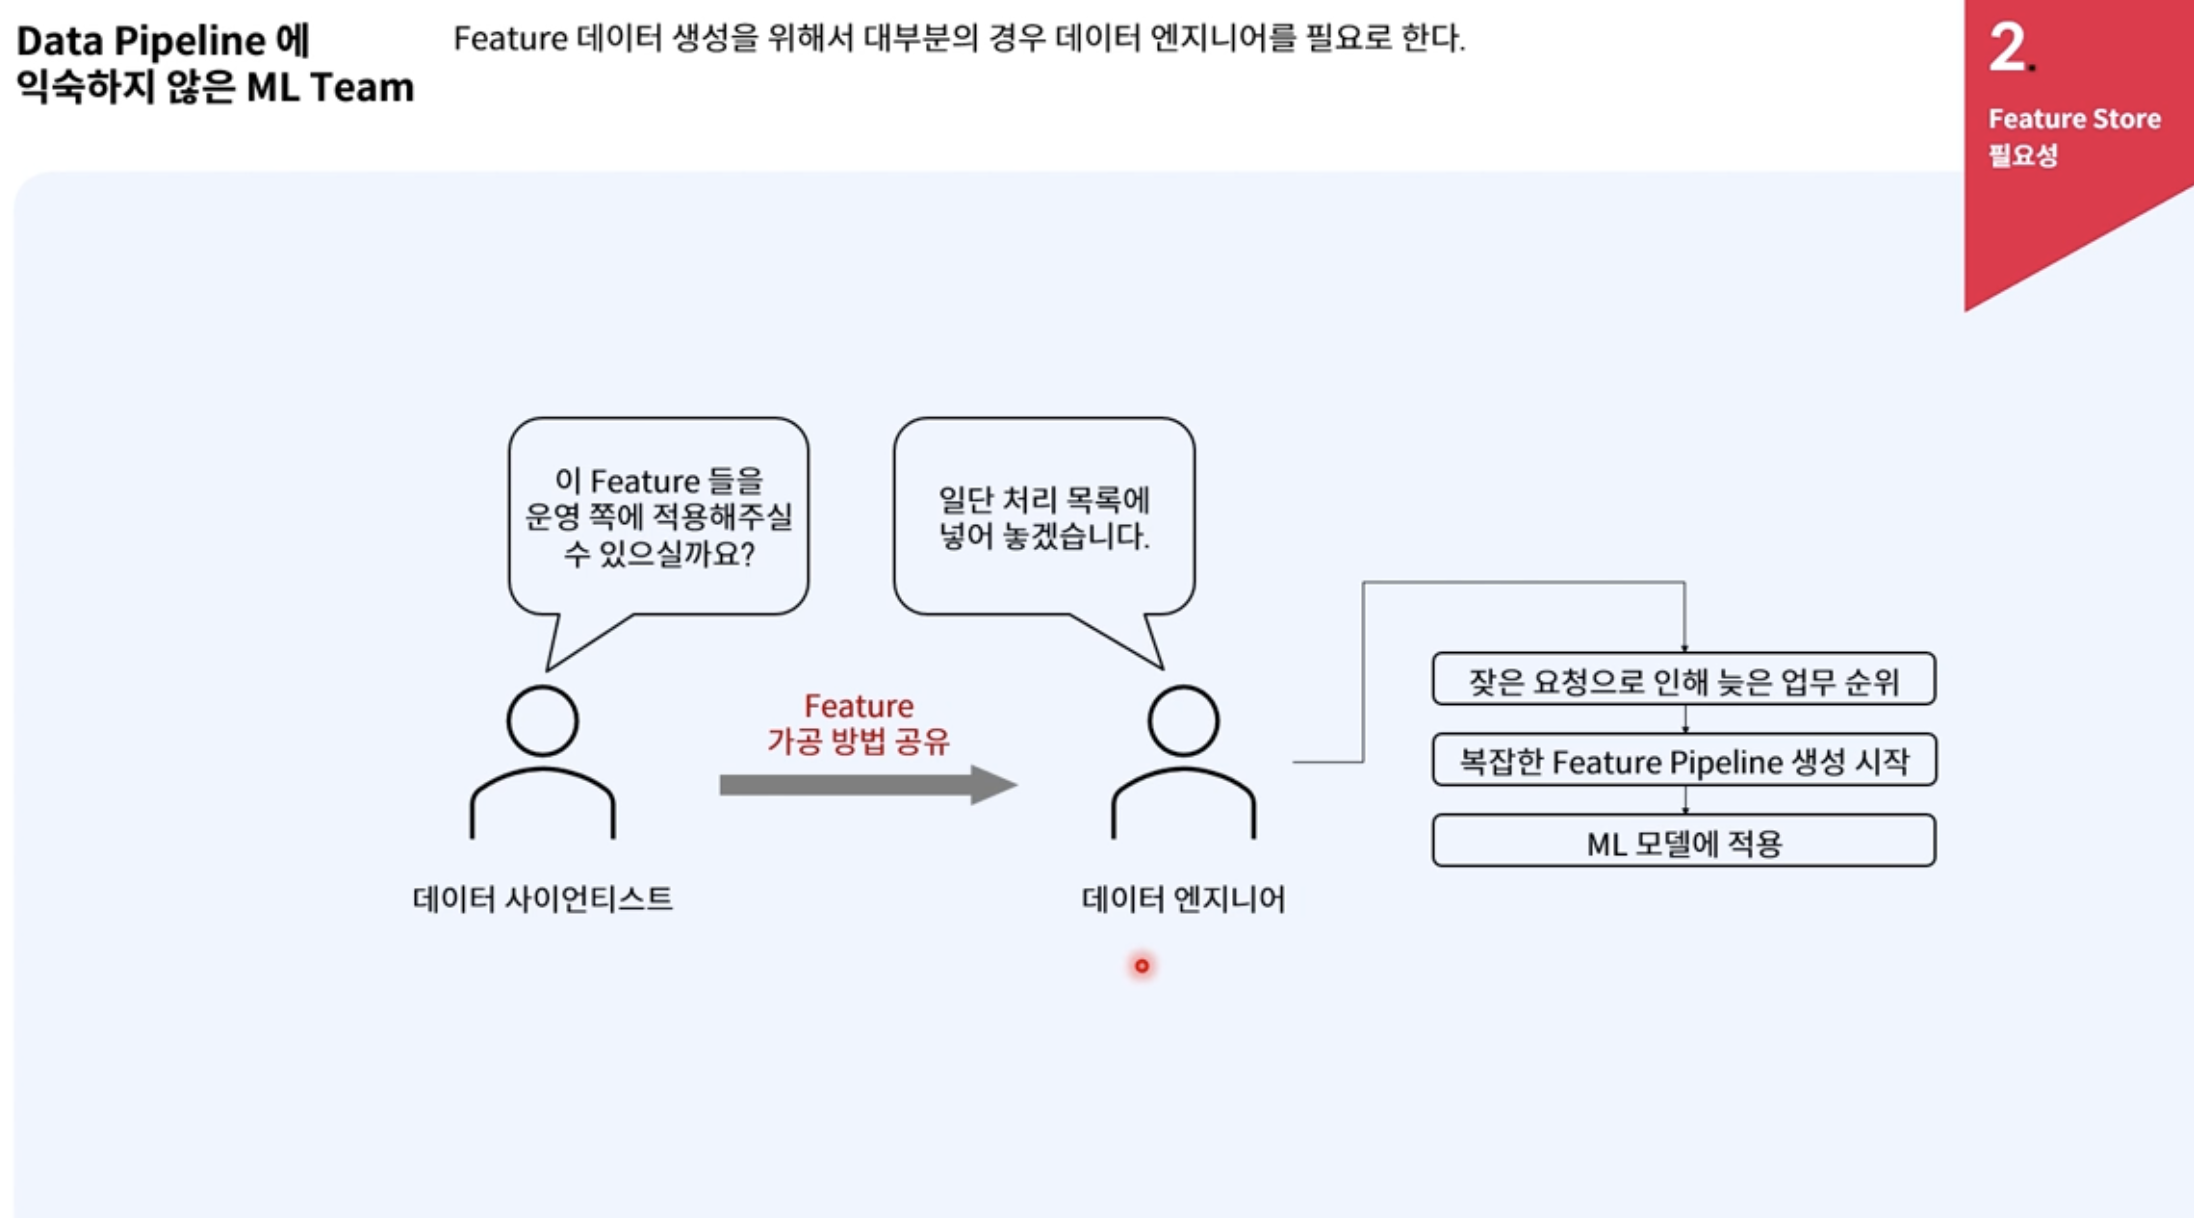 Data Pipeline 에
익숙하지 않은 ML Team
Feature 데이터 생성을 위해서 대부분의 경우 데이터 엔지니어를 필요로 한다.
2.
Feature Store
필요성
이 Feature 들을
운영 쪽에 적용해주실
수 있으실까요?
일단 처리 목록에
넣어 놓겠습니다.
Feature
가공 방법 공유
데이터 사이언티스트
데이터 엔지니어
잦은 요청으로 인해 늦은 업무 순위
복잡한 Feature Pipeline 생성 시작
ML 모델에 적용